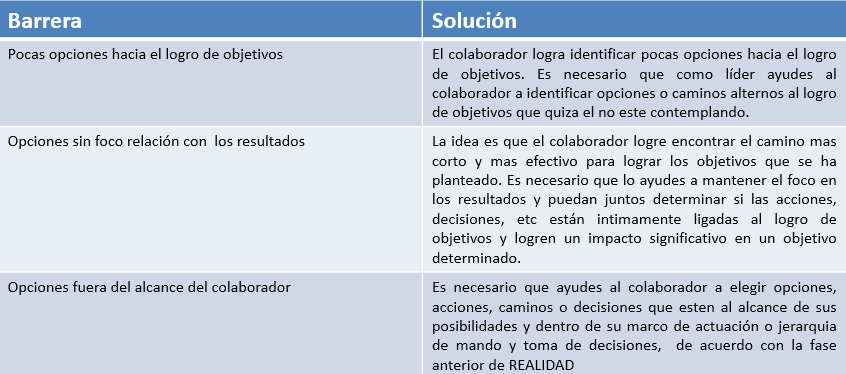 Barrera
Solución
Pocas opciones hacia el logro de objetivos
El colaborador logra identificar pocas opciones hacia el logro
de objetivos. Es necesario que como líder ayudes al
colaborador a identificar opciones o caminos alternos al logro
de objetivos que quiza el no este contemplando.
Opciones sin foco relación con los resultados
La idea es que el colaborador logre encontrar el camino mas
corto y mas efectivo para lograr los objetivos que se ha
planteado. Es necesario que lo ayudes a mantener el foco en
los resultados y puedan juntos determinar si las acciones,
decisiones, etc están intimamente ligadas al logro de
objetivos y logren un impacto significativo en un objetivo
determinado.
Opciones fuera del alcance del colaborador
Es necesario que ayudes al colaborador a elegir opciones,
acciones, caminos o decisiones que esten al alcance de sus
posibilidades y dentro de su marco de actuación o jerarquia
de mando y toma de decisiones, de acuerdo con la fase
anterior de REALIDAD